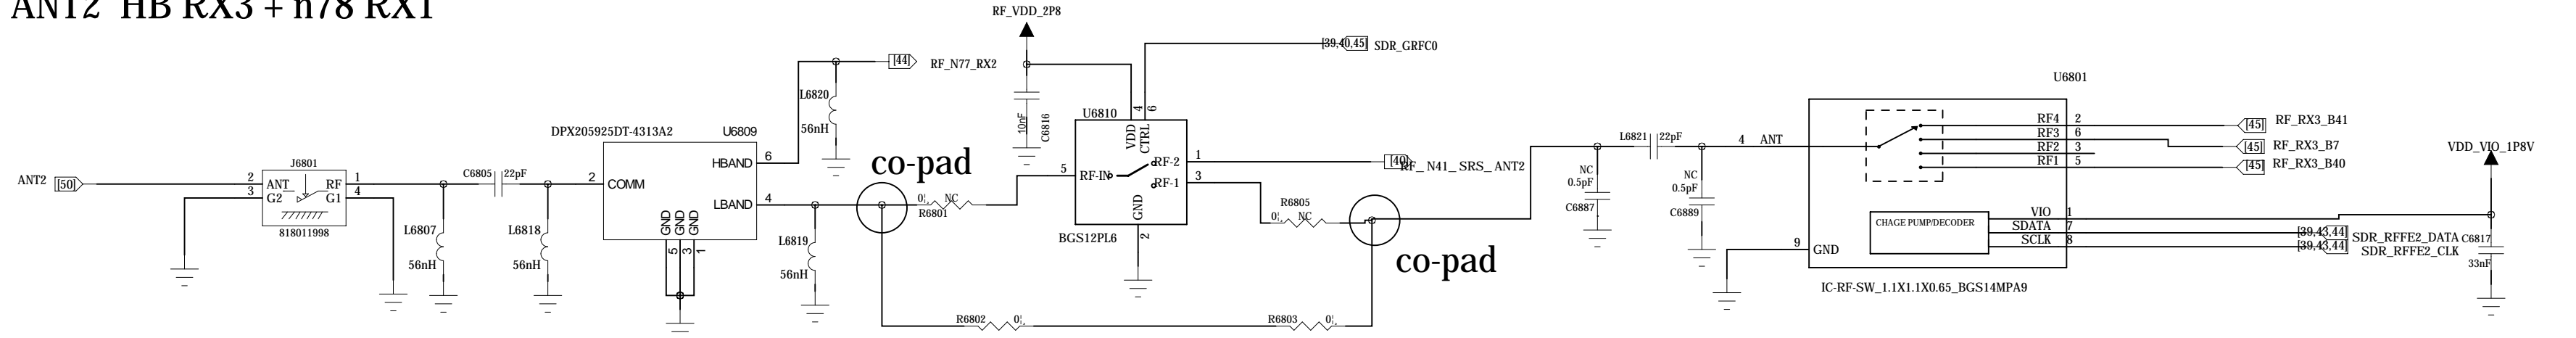 ANT2 HB RX3 + n78 RX1
ANT2
[50]
J6801
2 ANT RF 1
3 G2 G1 4
818011998
L6807
56nH
C6805 22pF
L6818
56nH
DPX205925DT-4313A2
U6809
2 COMM
HBAND 6
LBAND 4
GND GND GND
5 3 1
L6820
56nH
[44]
RF_N77_RX2
L6819
56nH
co-pad
NC
R6801
R6802
R6803
RF_VDD_2P8
10nF
C6816
U6810
4 6
VDD CTRL
5 RF-IN
RF-2 1
RF-1 3
GND
2
BGS12PL6
[39,40,45]
SDR_GRFC0
[40]
RF_N41_SRS_ANT2
R6805
NC
co-pad
NC
0.5pF
C6887
L6821 22pF
NC
0.5pF
C6889
U6801
4 ANT
9 GND
RF4 2
RF3 6
RF2 3
RF1 5
CHAGE PUMP/DECODER
VIO 1
SDATA 7
SCLK 8
IC-RF-SW_1.1X1.1X0.65_BGS14MPA9
[45] RF_RX3_B41
[45] RF_RX3_B7
[45] RF_RX3_B40
VDD_VIO_1P8V
[39,43,44] SDR_RFFE2_DATA
[39,43,44] SDR_RFFE2_CLK
C6817
33nF